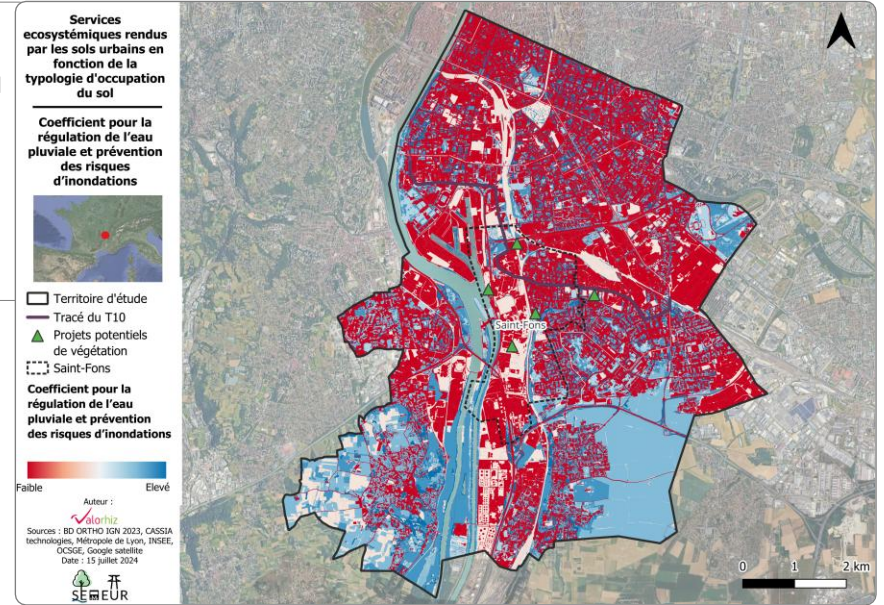 Services
ecosystémiques rendus
par les sols urbains en
fonction de la
typologie d'occupation
du sol
Coefficient pour la
régulation de l'eau
pluviale et prévention
des risques
d'inondations
Territoire d'étude
Tracé du T10
Projets potentiels
de végétation
Saint-Fons
Coefficient pour la
régulation de l'eau
pluviale et prévention
des risques d'inondations
Faible Elevé
Auteur :
Valorhiz
Sources : BD ORTHO IGN 2023, CASSIA
technologies, Métropole de Lyon, INSEE,
OCSGE, Google satellite
Date : 15 juillet 2024
SEMEUR
Saint-Fons
0 1 2 km